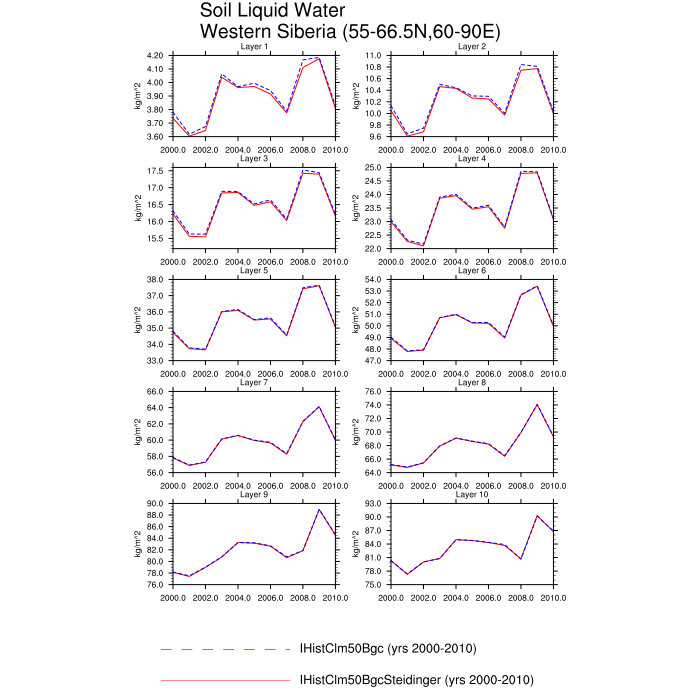 Soil Liquid Water
Western Siberia (55-66.5N,60-90E)
Layer 1
4.20
4.10
4.00
3.90
3.80
3.70
3.60
kg/m^2
2000.0 2002.0 2004.0 2006.0 2008.0 2010.0
Layer 2
11.0
10.8
10.6
10.4
10.2
10.0
9.8
9.6
kg/m^2
2000.0 2002.0 2004.0 2006.0 2008.0 2010.0
Layer 3
17.5
17.0
16.5
16.0
15.5
kg/m^2
2000.0 2002.0 2004.0 2006.0 2008.0 2010.0
Layer 4
25.0
24.5
24.0
23.5
23.0
22.5
22.0
kg/m^2
2000.0 2002.0 2004.0 2006.0 2008.0 2010.0
Layer 5
38.0
37.0
36.0
35.0
34.0
33.0
kg/m^2
2000.0 2002.0 2004.0 2006.0 2008.0 2010.0
Layer 6
54.0
53.0
52.0
51.0
50.0
49.0
48.0
47.0
kg/m^2
2000.0 2002.0 2004.0 2006.0 2008.0 2010.0
Layer 7
66.0
64.0
62.0
60.0
58.0
56.0
kg/m^2
2000.0 2002.0 2004.0 2006.0 2008.0 2010.0
Layer 8
76.0
74.0
72.0
70.0
68.0
66.0
64.0
kg/m^2
2000.0 2002.0 2004.0 2006.0 2008.0 2010.0
Layer 9
90.0
88.0
86.0
84.0
82.0
80.0
78.0
76.0
kg/m^2
2000.0 2002.0 2004.0 2006.0 2008.0 2010.0
Layer 10
93.0
90.0
87.0
84.0
81.0
78.0
75.0
kg/m^2
2000.0 2002.0 2004.0 2006.0 2008.0 2010.0
IHistClm50Bgc (yrs 2000-2010)
IHistClm50BgcSteidinger (yrs 2000-2010)